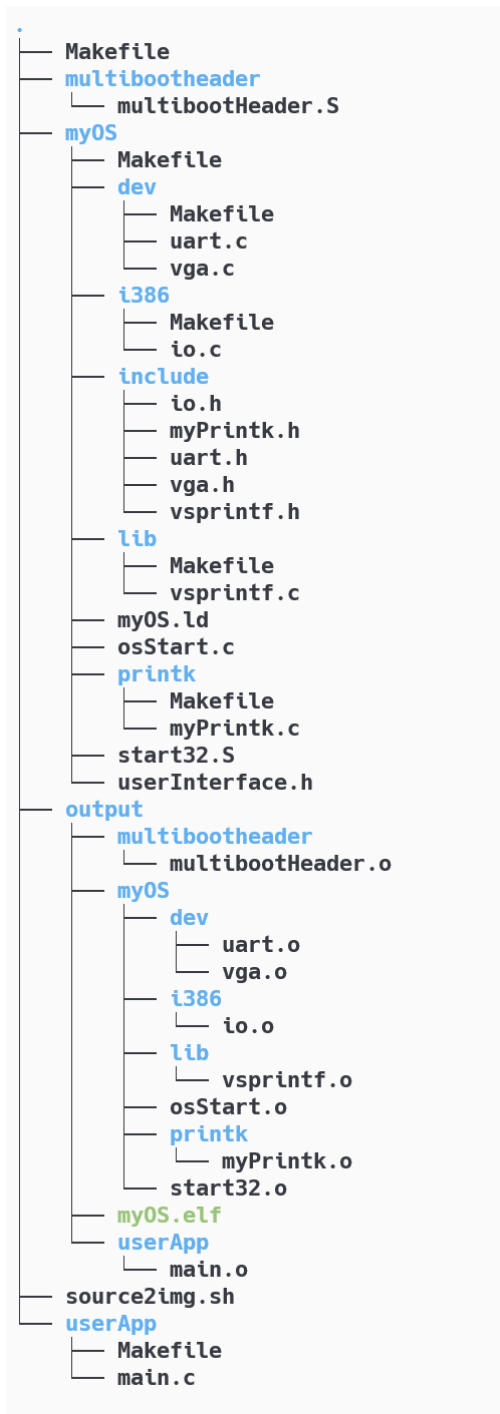 .
├── Makefile
├── multibootheader
│   └── multibootHeader.S
├── myOS
│   ├── Makefile
│   ├── dev
│   │   ├── Makefile
│   │   ├── uart.c
│   │   └── vga.c
│   ├── i386
│   │   ├── Makefile
│   │   └── io.c
│   ├── include
│   │   ├── io.h
│   │   ├── myPrintk.h
│   │   ├── uart.h
│   │   ├── vga.h
│   │   └── vsprintf.h
│   ├── lib
│   │   ├── Makefile
│   │   └── vsprintf.c
│   ├── myOS.ld
│   ├── osStart.c
│   ├── printk
│   │   ├── Makefile
│   │   └── myPrintk.c
│   ├── start32.S
│   └── userInterface.h
├── output
│   ├── multibootheader
│   │   └── multibootHeader.o
│   ├── myOS
│   │   ├── dev
│   │   │   ├── uart.o
│   │   │   └── vga.o
│   │   ├── i386
│   │   │   └── io.o
│   │   ├── lib
│   │   │   └── vsprintf.o
│   │   ├── osStart.o
│   │   ├── printk
│   │   │   └── myPrintk.o
│   │   └── start32.o
│   ├── myOS.elf
│   └── userApp
│       └── main.o
├── source2img.sh
└── userApp
    ├── Makefile
    └── main.c